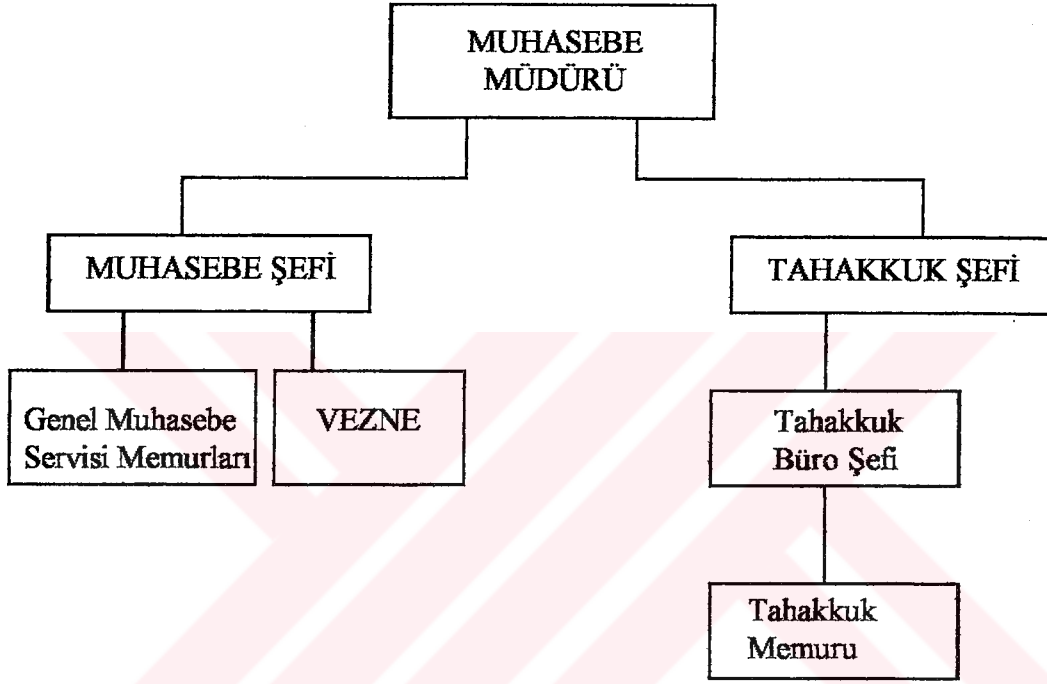 MUHASEBE
MÜDÜRÜ
MUHASEBE ŞEFİ
TAHAKKUK ŞEFİ
Genel Muhasebe
Servisi Memurları
VEZNE
Tahakkuk
Büro Şefi
Tahakkuk
Memuru